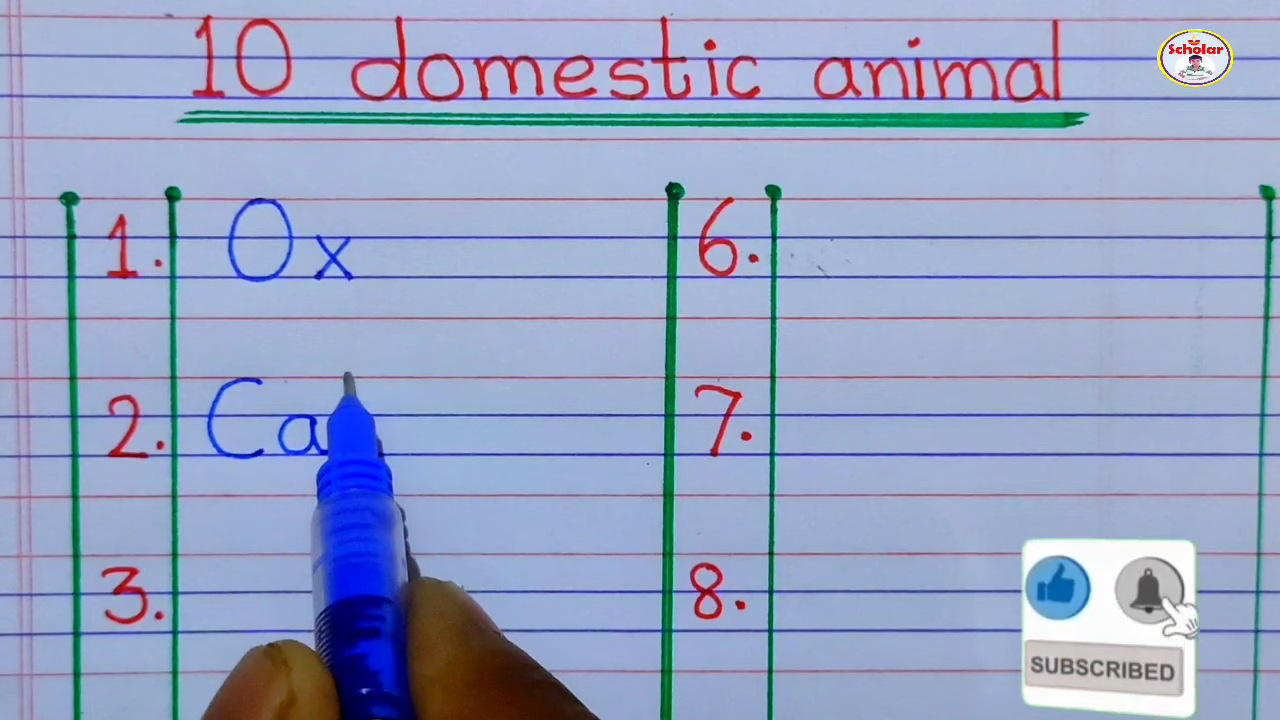 10 domestic animal
Scholar
1. Ox
2. Ca
3.
6.
7.
8.
SUBSCRIBED